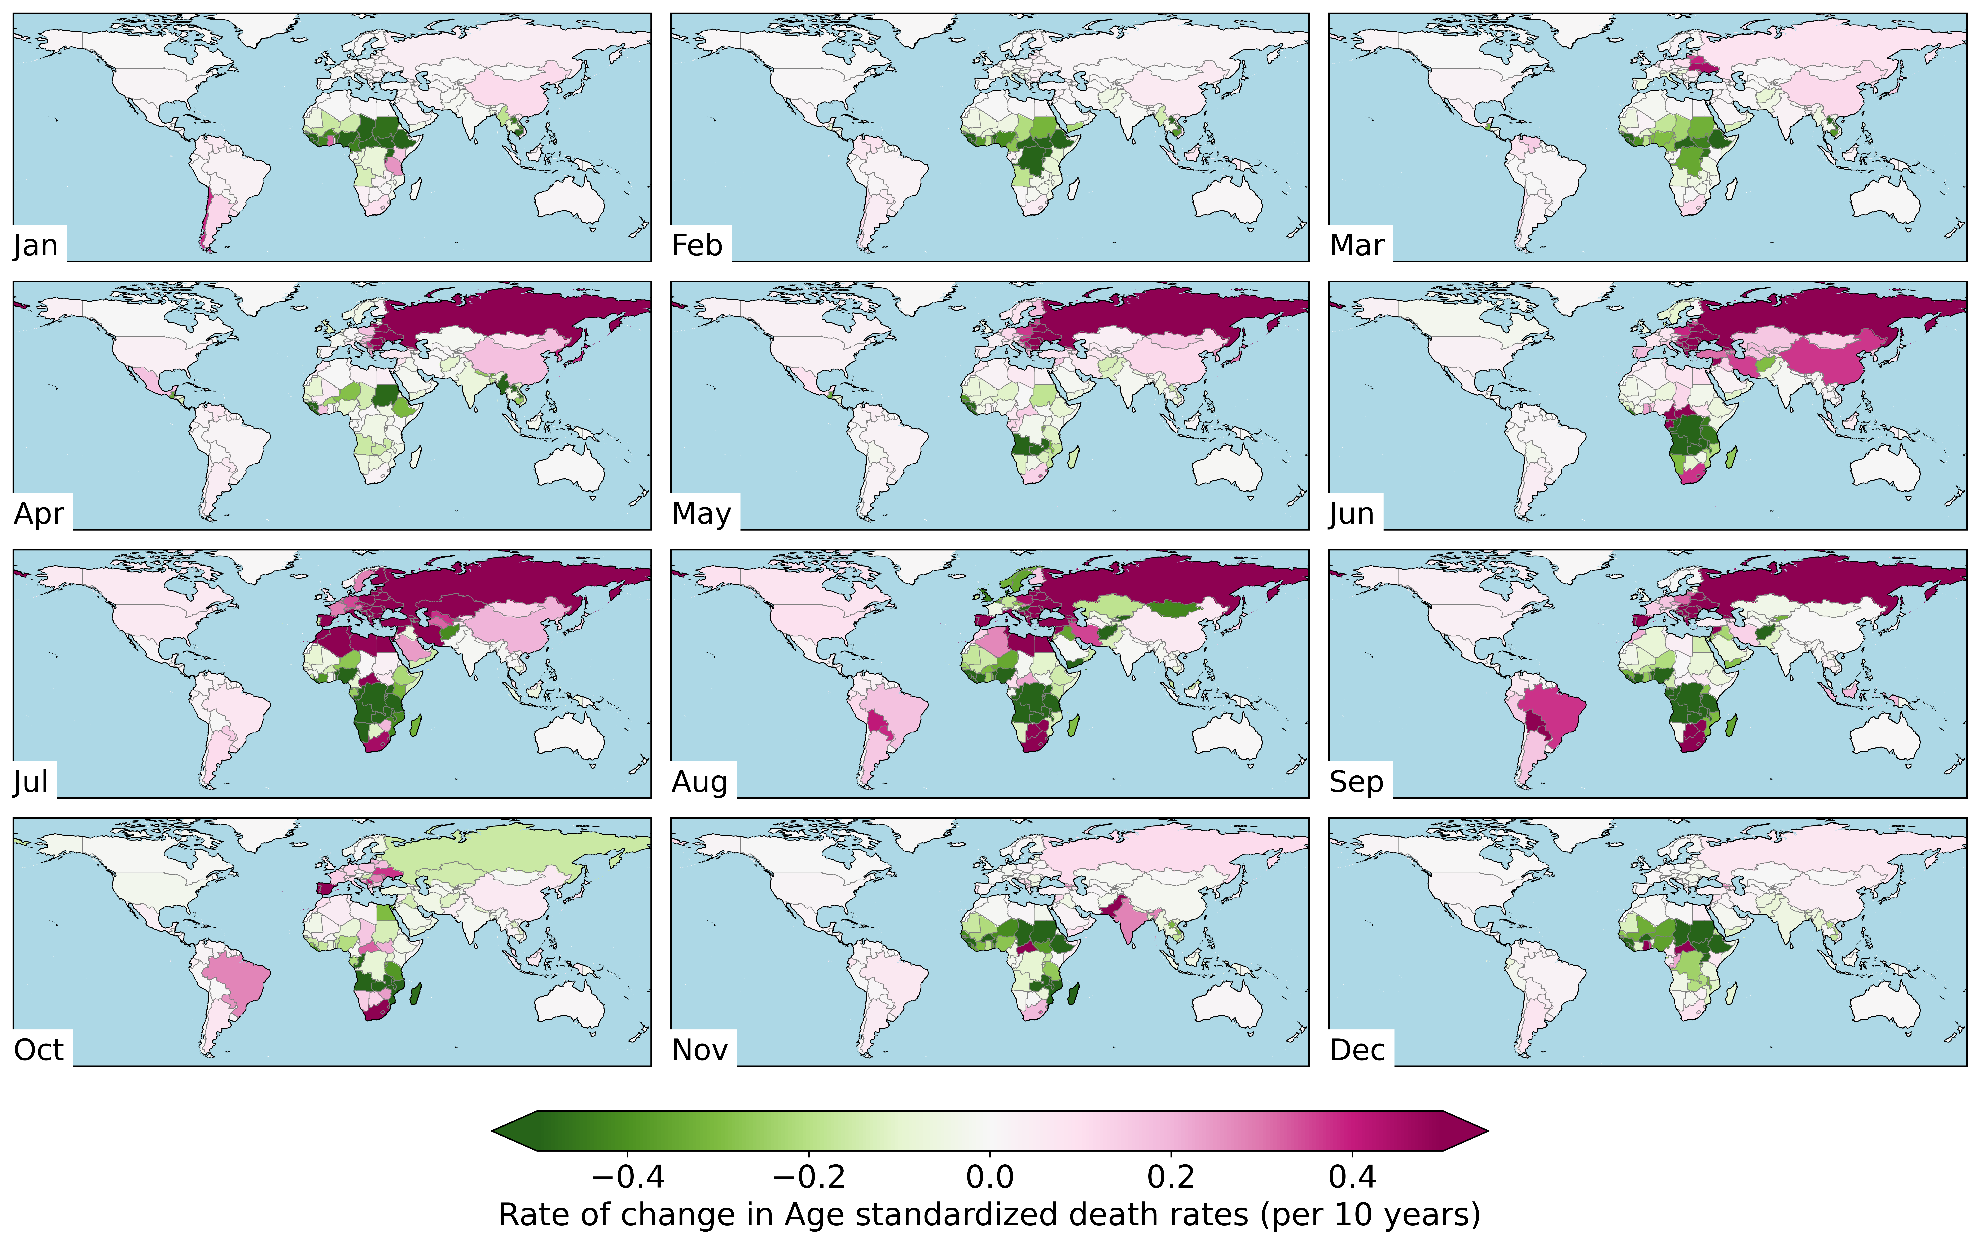 Jan
Feb
Mar
Apr
May
Jun
Jul
Aug
Sep
Oct
Nov
Dec
−0.4 −0.2 0.0 0.2 0.4
Rate of change in Age standardized death rates (per 10 years)